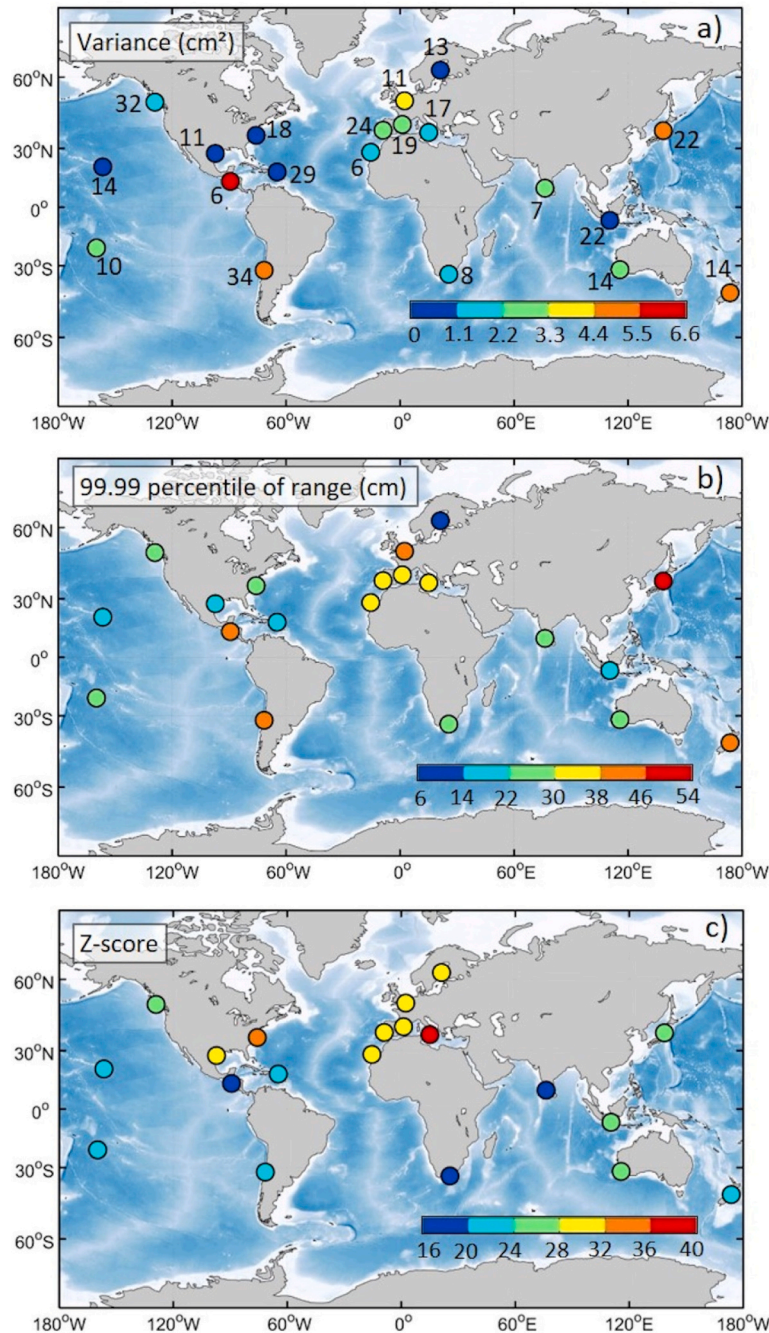 Variance (cm²)
a)
13
60°N
11
32
17
18
24
22
11
19
30°N
29
14
6
6
7
0°
22
10
14
14
34
8
30°S
0 1.1 2.2 3.3 4.4 5.5 6.6
60°S
180°W 120°W 60°W 0° 60°E 120°E 180°W
99.99 percentile of range (cm)
b)
60°N
30°N
0°
30°S
6 14 22 30 38 46 54
60°S
180°W 120°W 60°W 0° 60°E 120°E 180°W
Z-score
c)
60°N
30°N
0°
30°S
16 20 24 28 32 36 40
60°S
180°W 120°W 60°W 0° 60°E 120°E 180°W